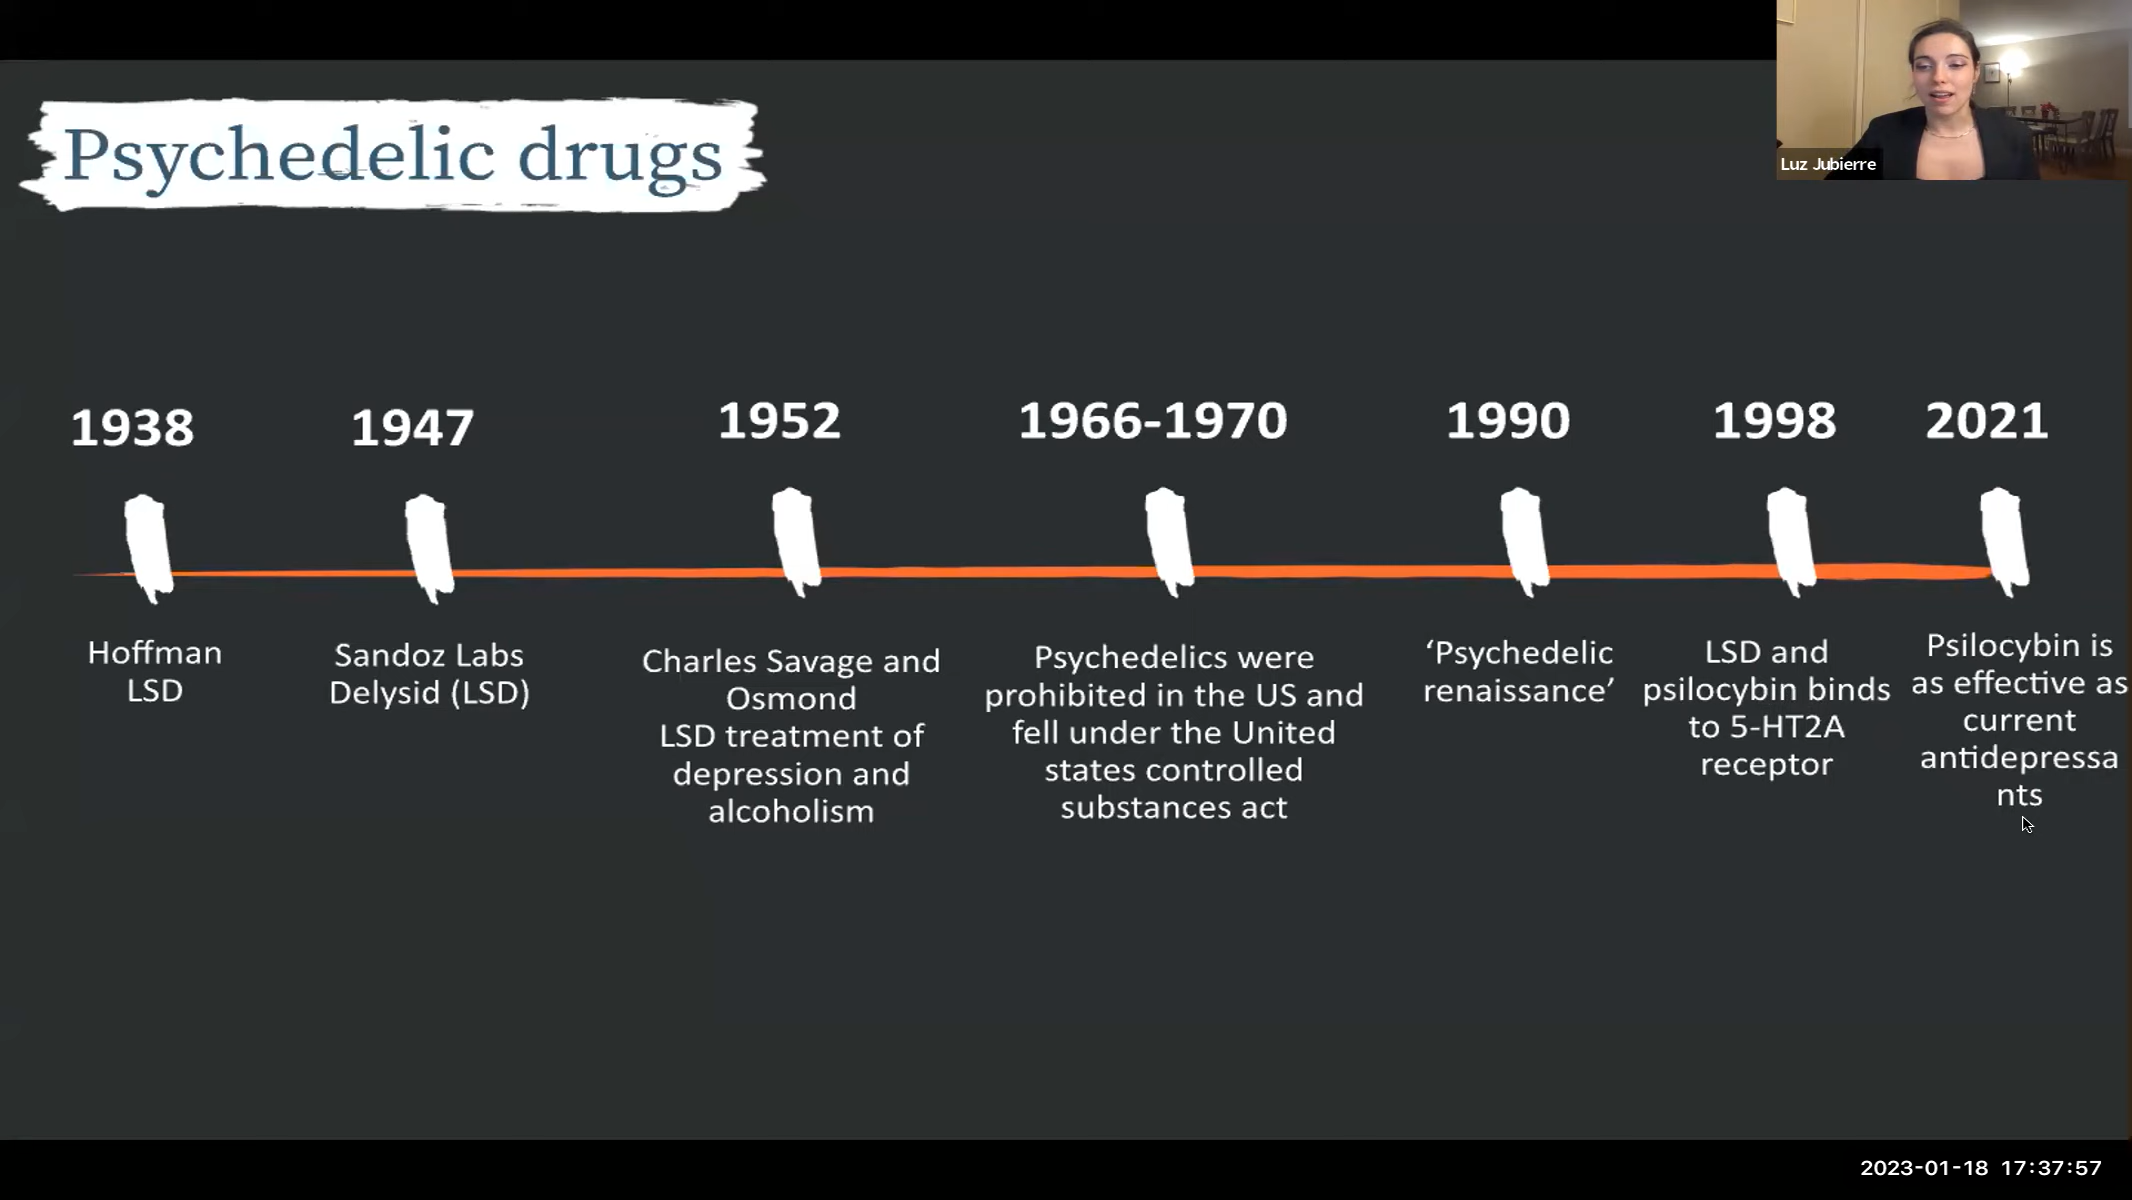 Psychedelic drugs
Luz Jubierre
1938
1947
1952
1966-1970
1990
1998
2021
Hoffman
LSD
Sandoz Labs
Delysid (LSD)
Charles Savage and
Osmond
LSD treatment of
depression and
alcoholism
Psychedelics were
prohibited in the US and
fell under the United
states controlled
substances act
‘Psychedelic
renaissance’
LSD and
psilocybin binds
to 5-HT2A
receptor
Psilocybin is
as effective as
current
antidepressa
nts
2023-01-18 17:37:57